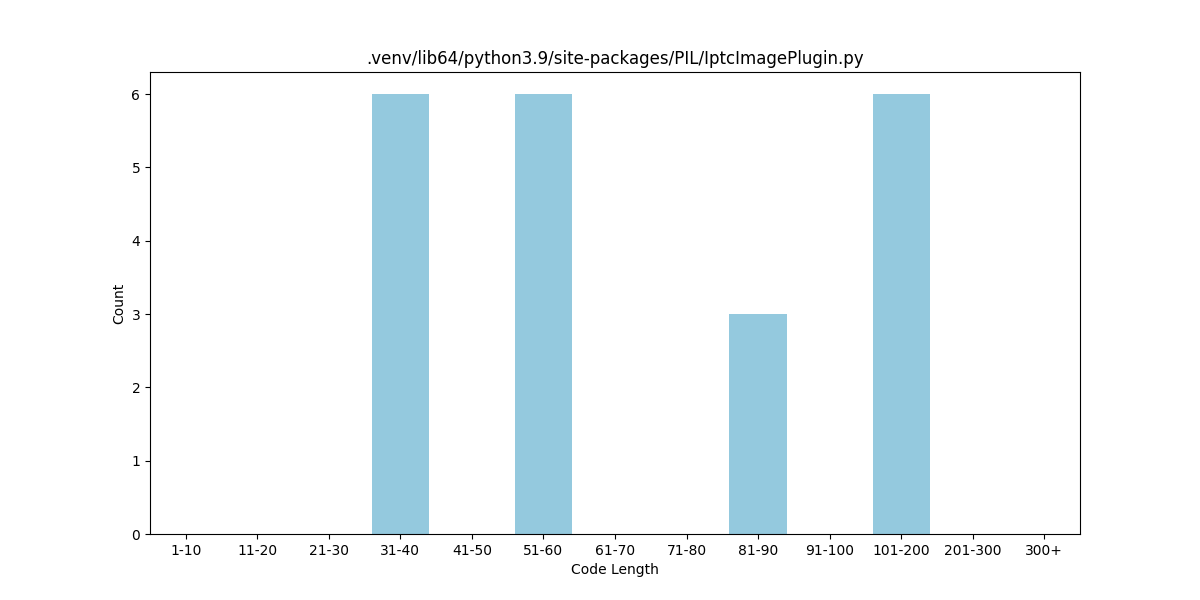 .venv/lib64/python3.9/site-packages/PIL/IptcImagePlugin.py
6
5
4
3
2
1
0
Count
1-10 11-20 21-30 31-40 41-50 51-60 61-70 71-80 81-90 91-100 101-200 201-300 300+
Code Length